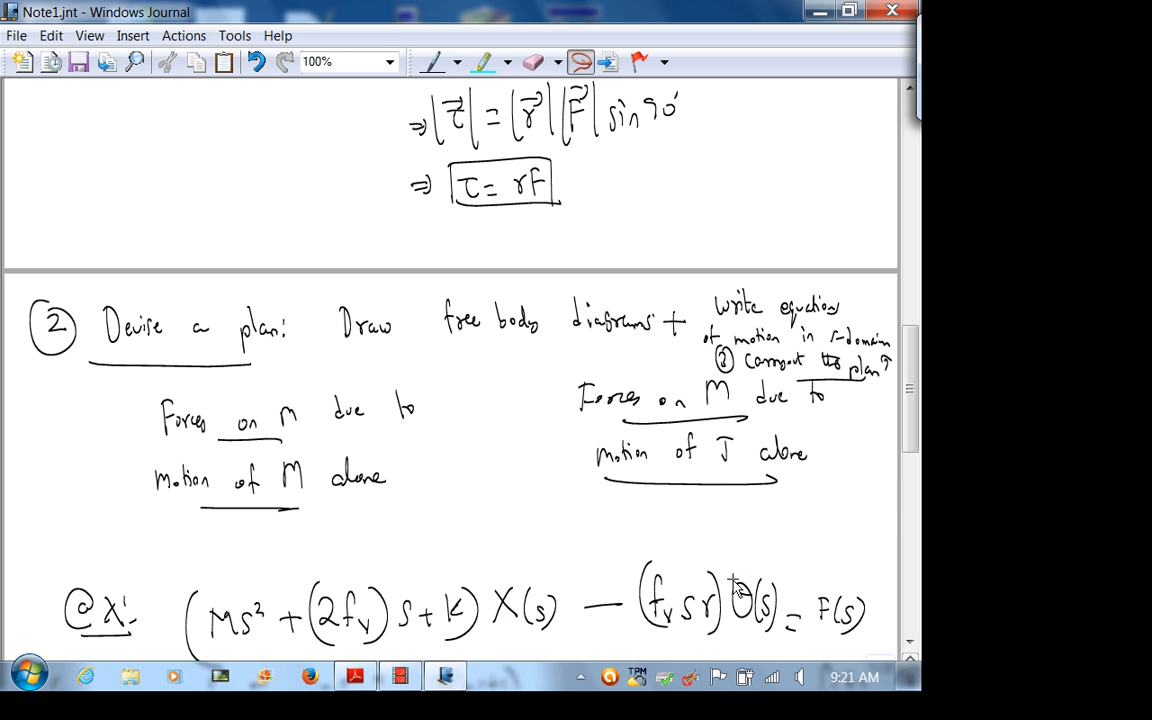 Note1.jnt - Windows Journal
File Edit View Insert Actions Tools Help
100%
⇒ |τ⃗| = |r⃗| |F⃗| sin 90°
⇒ τ = rF
② Devise a plan: Draw free body diagrams + Write equations
of motion in s-domain
③ Carryout the plan↑
Forces on M due to
motion of M alone
Forces on M due to
motion of J alone
@ X: (Ms² + (2fᵥ) s + K) X(s) — (fᵥ s r) Θ(s) = F(s)
9:21 AM